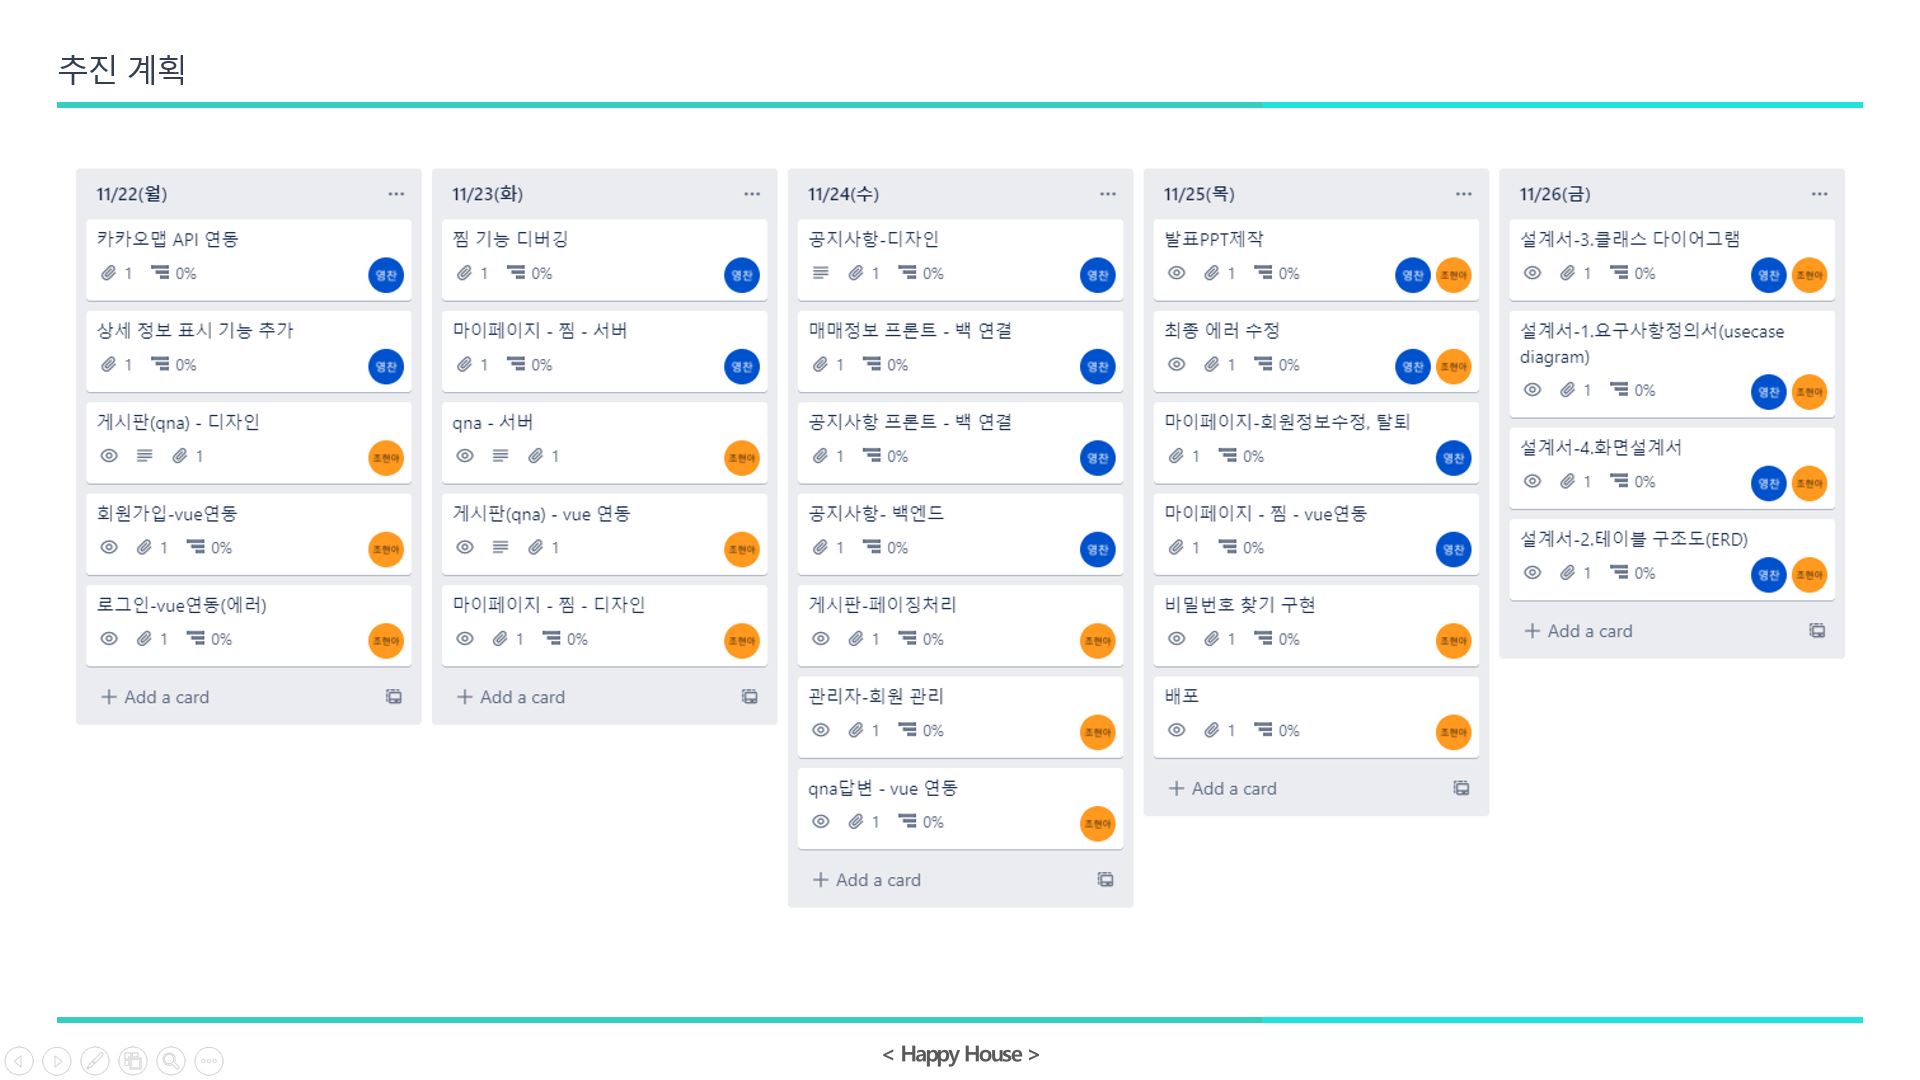 추진 계획
11/22(월)
카카오맵 API 연동
1 0%
영찬
상세 정보 표시 기능 추가
1 0%
영찬
게시판(qna) - 디자인
1
조현아
회원가입-vue연동
1 0%
조현아
로그인-vue연동(에러)
1 0%
조현아
+ Add a card
11/23(화)
찜 기능 디버깅
1 0%
영찬
마이페이지 - 찜 - 서버
1 0%
영찬
qna - 서버
1
조현아
게시판(qna) - vue 연동
1
조현아
마이페이지 - 찜 - 디자인
1 0%
조현아
+ Add a card
11/24(수)
공지사항-디자인
1 0%
영찬
매매정보 프론트 - 백 연결
1 0%
영찬
공지사항 프론트 - 백 연결
1 0%
영찬
공지사항- 백엔드
1 0%
영찬
게시판-페이징처리
1 0%
조현아
관리자-회원 관리
1 0%
조현아
qna답변 - vue 연동
1 0%
조현아
+ Add a card
11/25(목)
발표PPT제작
1 0%
영찬 조현아
최종 에러 수정
1 0%
영찬 조현아
마이페이지-회원정보수정, 탈퇴
1 0%
영찬
마이페이지 - 찜 - vue연동
1 0%
영찬
비밀번호 찾기 구현
1 0%
조현아
배포
1 0%
조현아
+ Add a card
11/26(금)
설계서-3.클래스 다이어그램
1 0%
영찬 조현아
설계서-1.요구사항정의서(usecase
diagram)
1 0%
영찬 조현아
설계서-4.화면설계서
1 0%
영찬 조현아
설계서-2.테이블 구조도(ERD)
1 0%
영찬 조현아
+ Add a card
< Happy House >